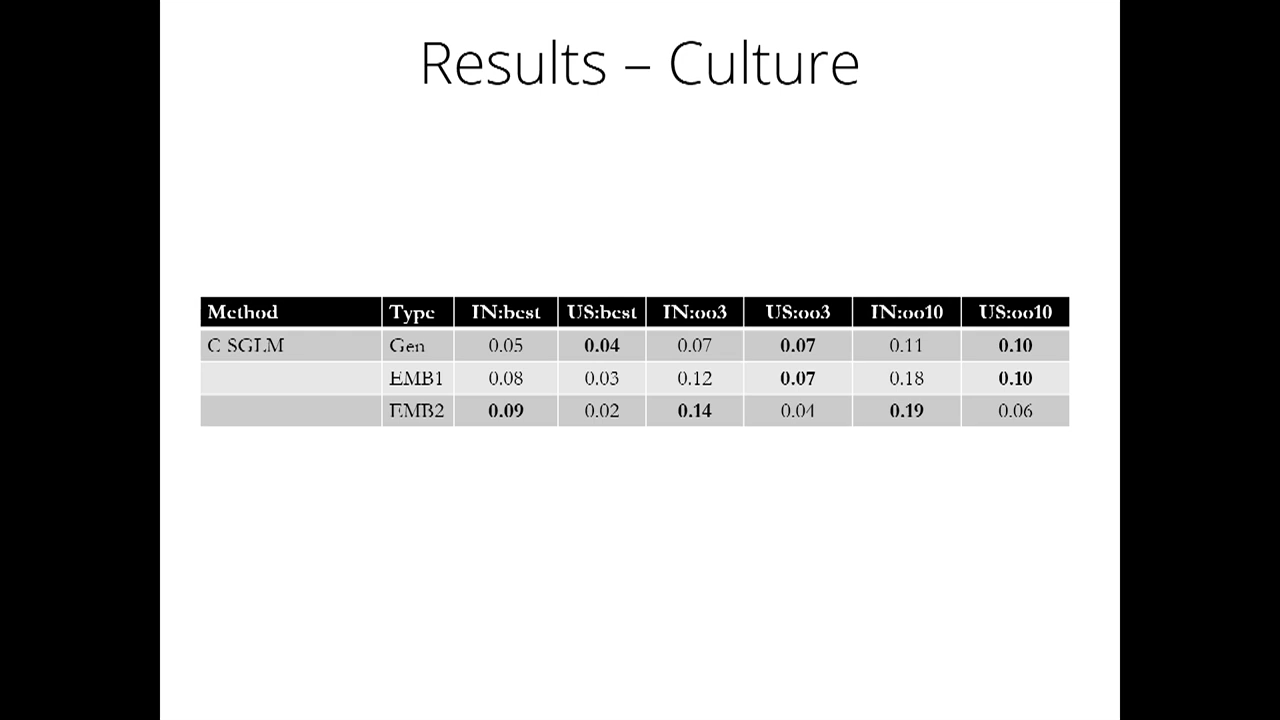 Results – Culture
Method Type IN:best US:best IN:oo3 US:oo3 IN:oo10 US:oo10
C SGLM Gen 0.05 0.04 0.07 0.07 0.11 0.10
EMB1 0.08 0.03 0.12 0.07 0.18 0.10
EMB2 0.09 0.02 0.14 0.04 0.19 0.06